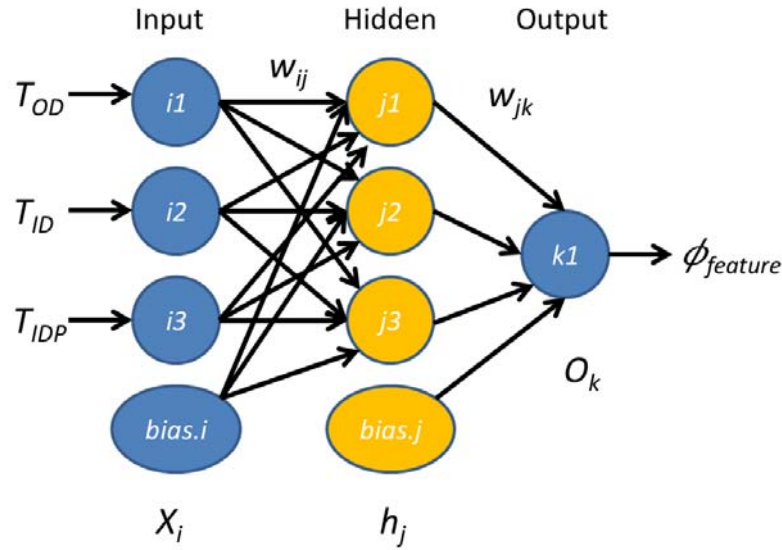 Input Hidden Output
w_ij
w_jk
T_OD i1 j1
T_ID i2 j2
k1 ϕ_feature
T_IDP i3 j3
O_k
bias.i bias.j
X_i h_j